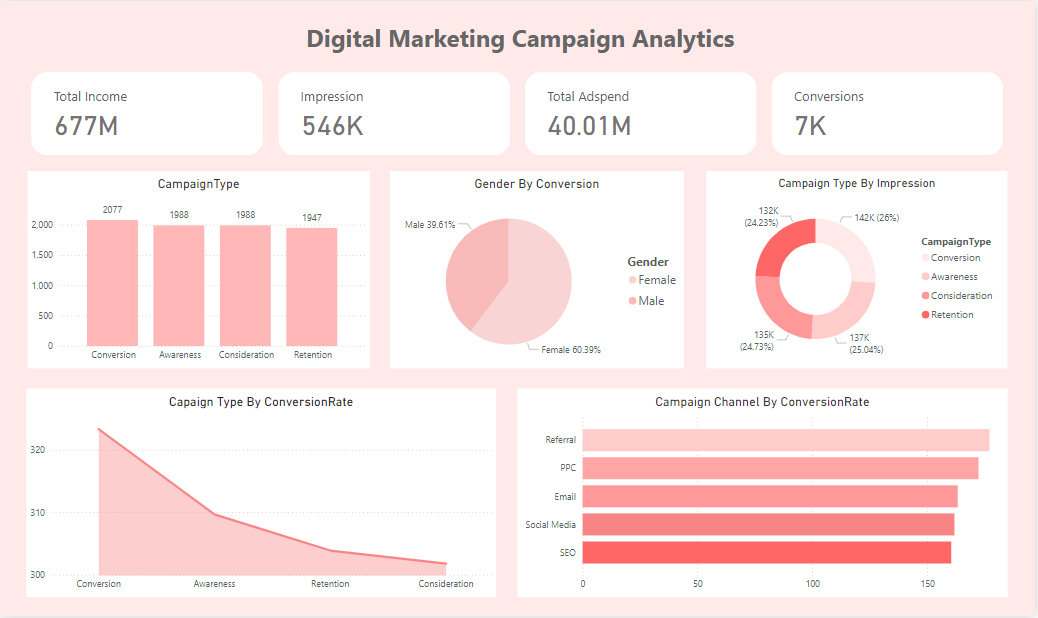 Digital Marketing Campaign Analytics
Total Income
677M
Impression
546K
Total Adspend
40.01M
Conversions
7K
CampaignType
2077
1988
1988
1947
2,000
1,500
1,000
500
0
Conversion
Awareness
Consideration
Retention
Gender By Conversion
Male 39.61%
Female 60.39%
Gender
Female
Male
Campaign Type By Impression
132K
(24.23%)
142K (26%)
135K
(24.73%)
137K
(25.04%)
CampaignType
Conversion
Awareness
Consideration
Retention
Capaign Type By ConversionRate
320
310
300
Conversion
Awareness
Retention
Consideration
Campaign Channel By ConversionRate
Referral
PPC
Email
Social Media
SEO
0
50
100
150